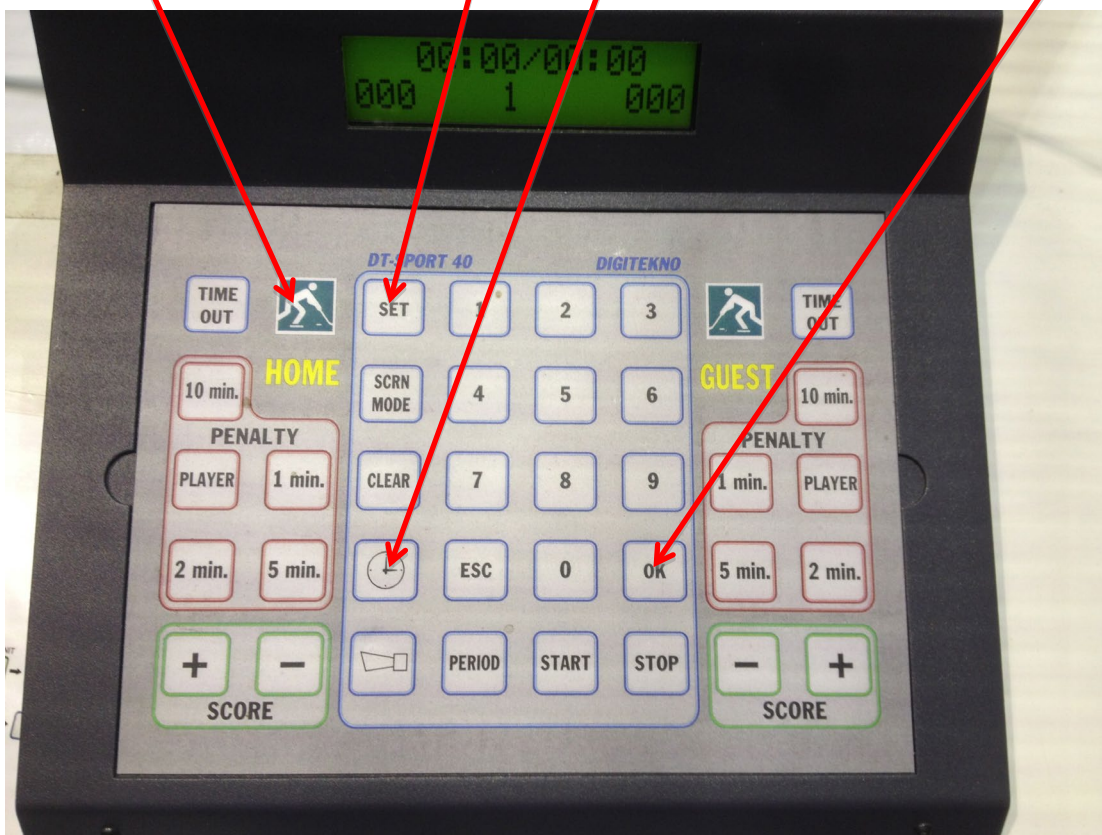 00:00/00:00
000 1 000
DT-SPORT 40 DIGITEKNO
TIME OUT
SET 1 2 3
TIME OUT
HOME
GUEST
10 min.
SCRN MODE
4 5 6
10 min.
PENALTY
PENALTY
PLAYER 1 min.
CLEAR 7 8 9
1 min. PLAYER
2 min. 5 min.
ESC 0 OK
5 min. 2 min.
+ −
PERIOD START STOP
− +
SCORE
SCORE